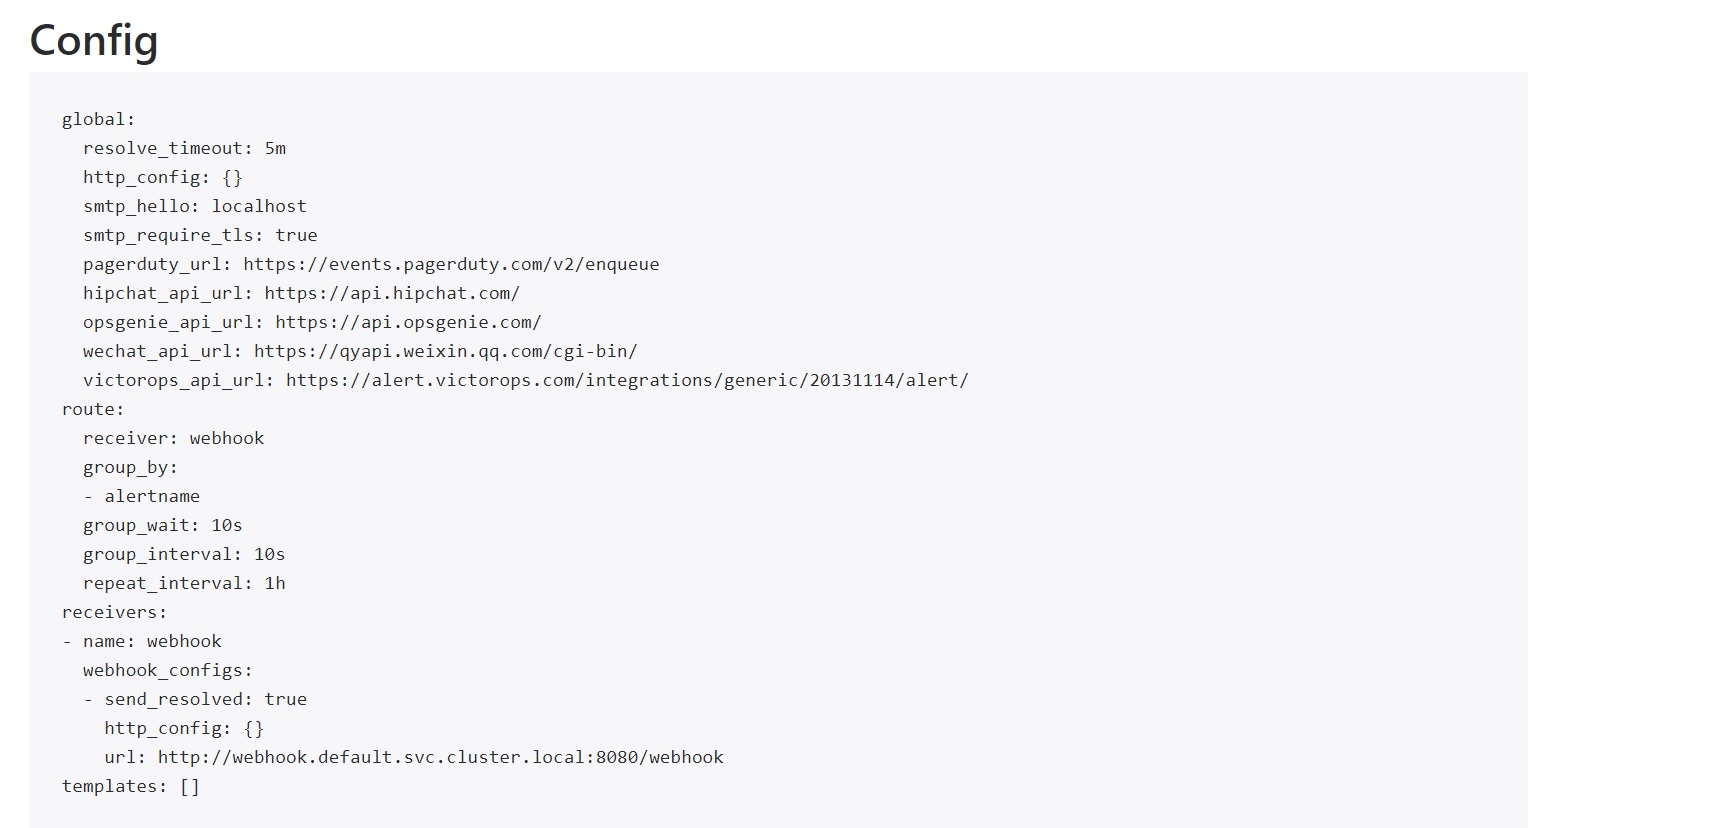 Config
global:
  resolve_timeout: 5m
  http_config: {}
  smtp_hello: localhost
  smtp_require_tls: true
  pagerduty_url: https://events.pagerduty.com/v2/enqueue
  hipchat_api_url: https://api.hipchat.com/
  opsgenie_api_url: https://api.opsgenie.com/
  wechat_api_url: https://qyapi.weixin.qq.com/cgi-bin/
  victorops_api_url: https://alert.victorops.com/integrations/generic/20131114/alert/
route:
  receiver: webhook
  group_by:
  - alertname
  group_wait: 10s
  group_interval: 10s
  repeat_interval: 1h
receivers:
- name: webhook
  webhook_configs:
  - send_resolved: true
    http_config: {}
    url: http://webhook.default.svc.cluster.local:8080/webhook
templates: []